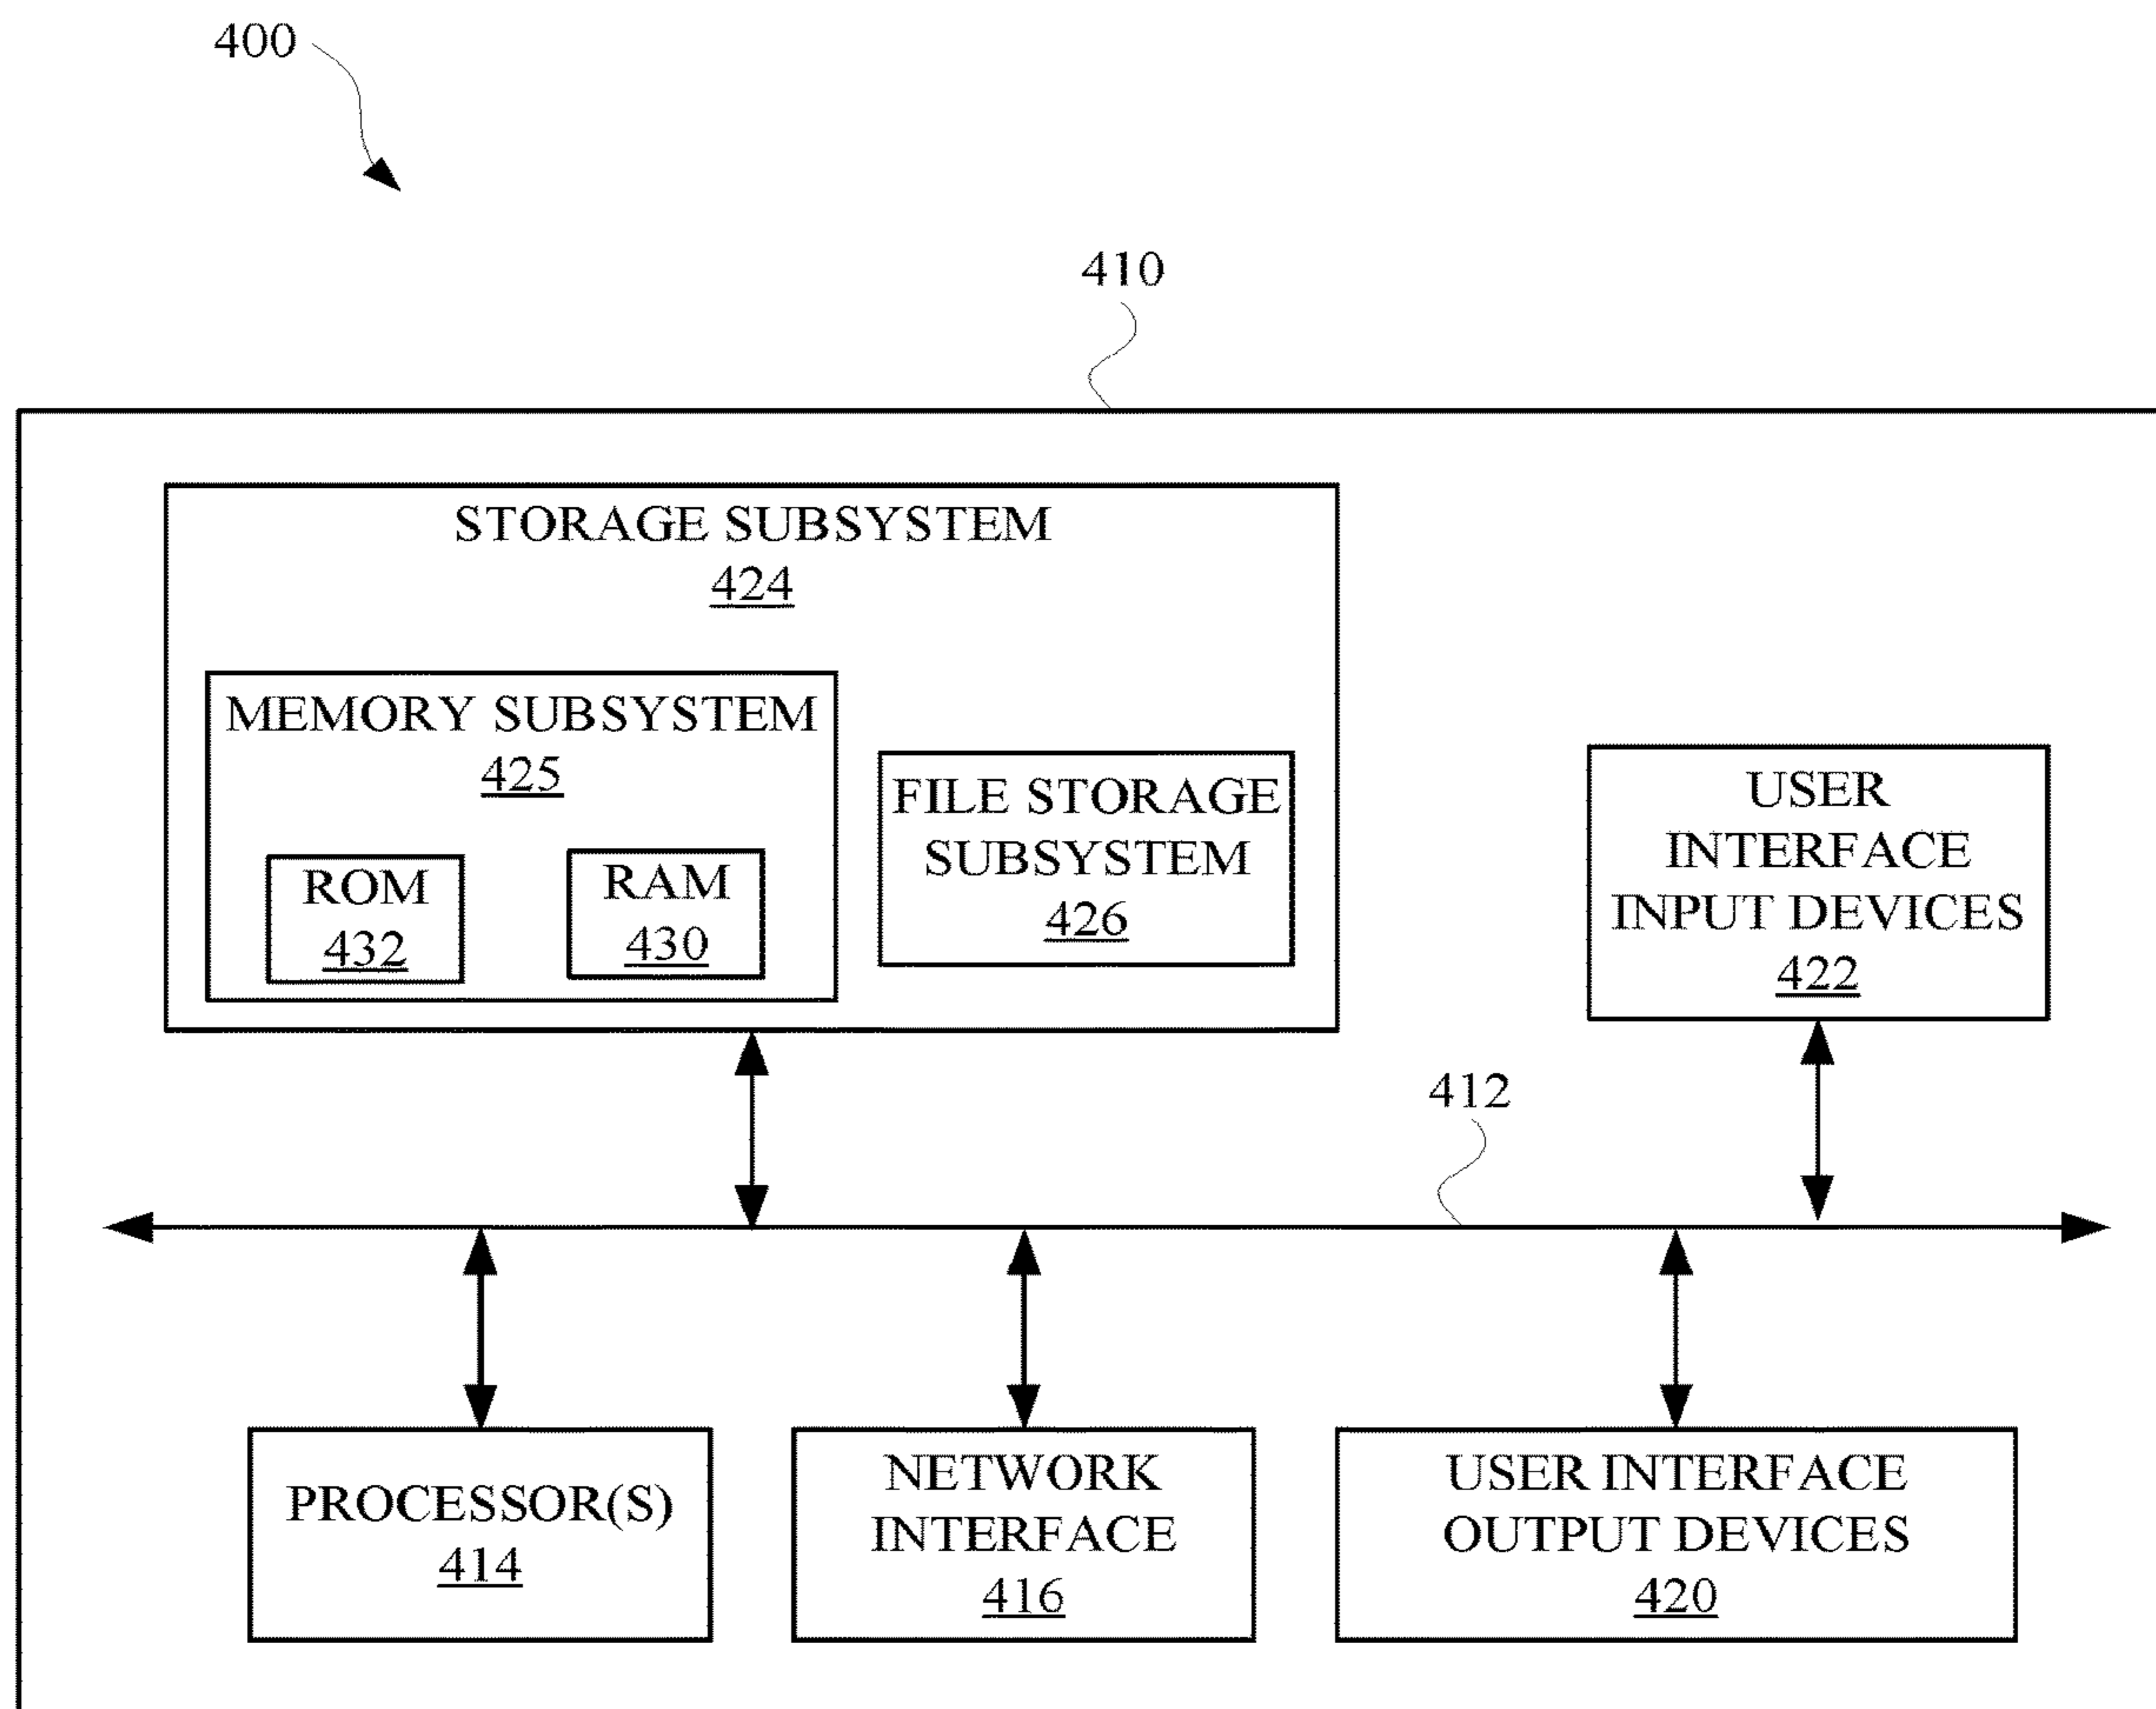 400
410
STORAGE SUBSYSTEM
424
MEMORY SUBSYSTEM
425
ROM
432
RAM
430
FILE STORAGE
SUBSYSTEM
426
USER
INTERFACE
INPUT DEVICES
422
412
PROCESSOR(S)
414
NETWORK
INTERFACE
416
USER INTERFACE
OUTPUT DEVICES
420